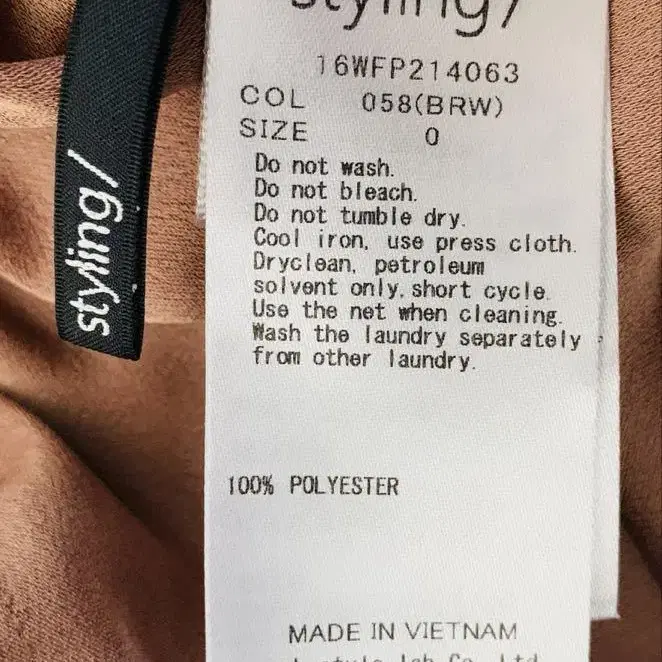 styling/
16WFP214063
COL 058(BRW)
SIZE 0
Do not wash.
Do not bleach.
Do not tumble dry.
Cool iron, use press cloth.
Dryclean, petroleum
solvent only, short cycle.
Use the net when cleaning.
Wash the laundry separately
from other laundry.
100% POLYESTER
MADE IN VIETNAM
styling/